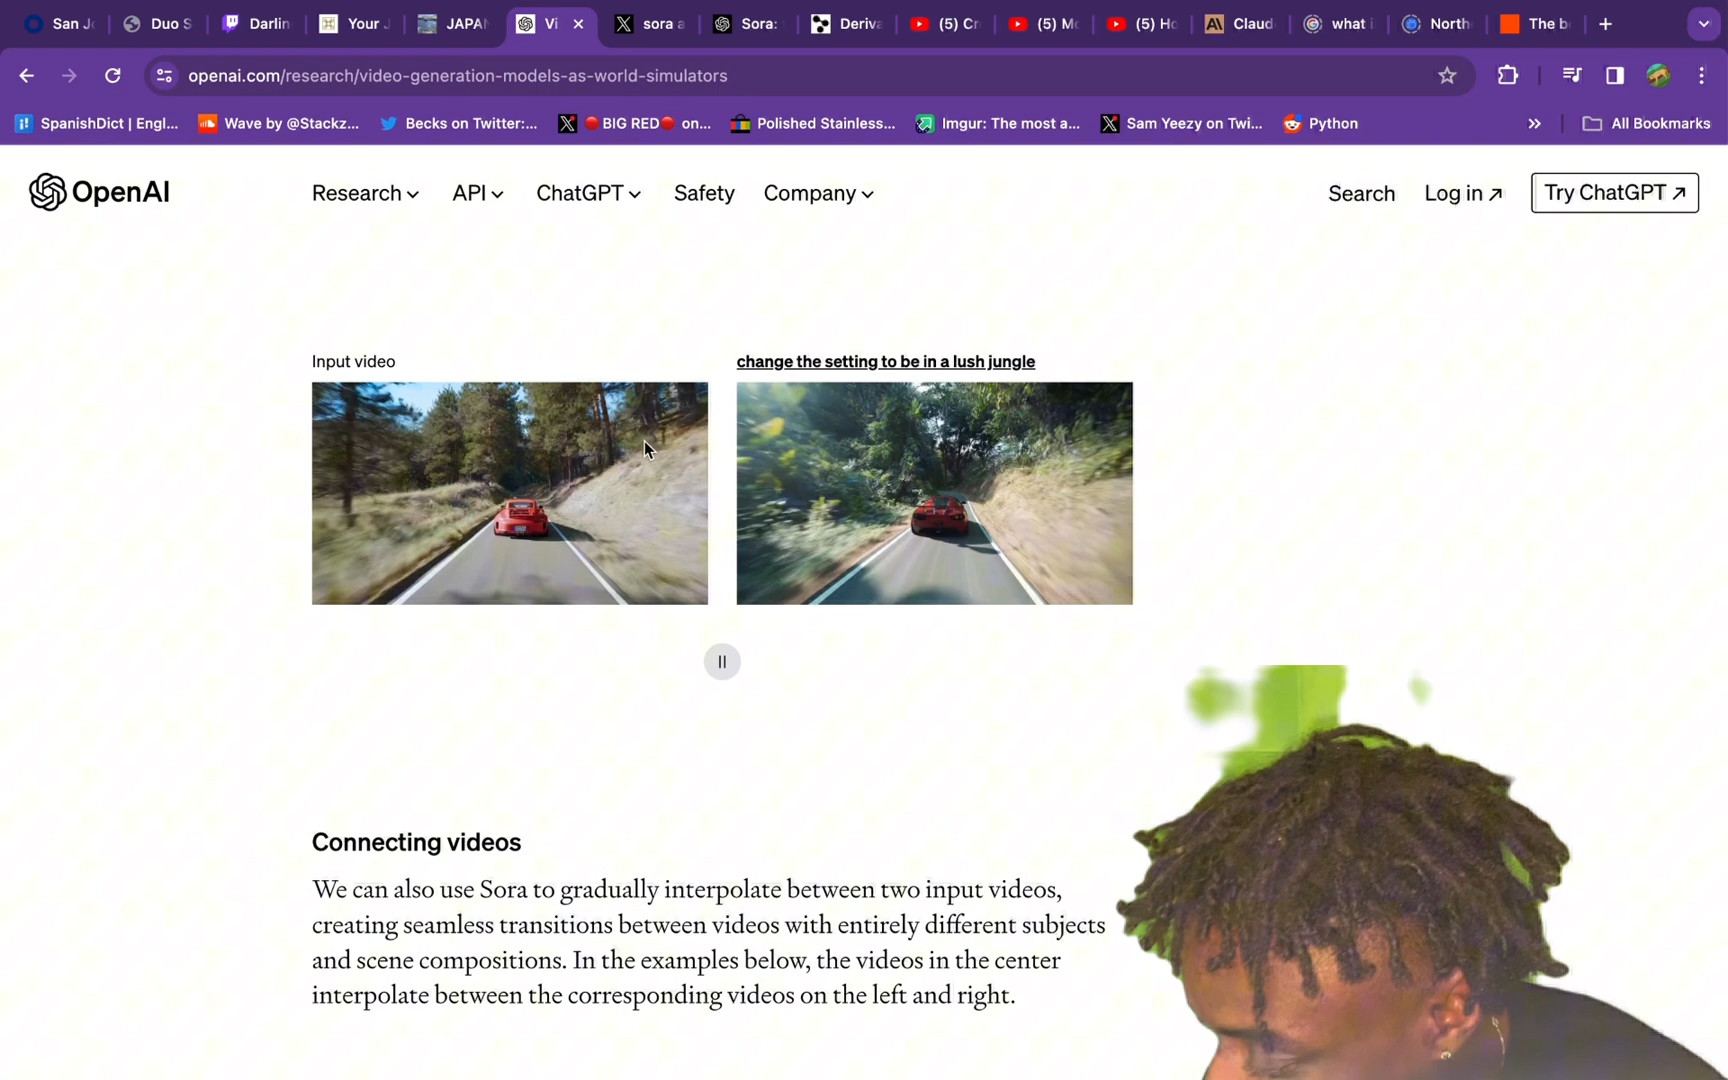 San J
Duo S
Darlin
Your J
JAPAN
Vi
sora a
Sora:
Deriva
(5) Cr
(5) Mo
(5) Ho
Claud
what i
North
The b
openai.com/research/video-generation-models-as-world-simulators
SpanishDict | Engl...
Wave by @Stackz...
Becks on Twitter:...
🔴BIG RED🔴 on...
Polished Stainless...
Imgur: The most a...
Sam Yeezy on Twi...
Python
All Bookmarks
OpenAI
Research
API
ChatGPT
Safety
Company
Search
Log in ↗
Try ChatGPT ↗
Input video
change the setting to be in a lush jungle
Connecting videos
We can also use Sora to gradually interpolate between two input videos,
creating seamless transitions between videos with entirely different subjects
and scene compositions. In the examples below, the videos in the center
interpolate between the corresponding videos on the left and right.